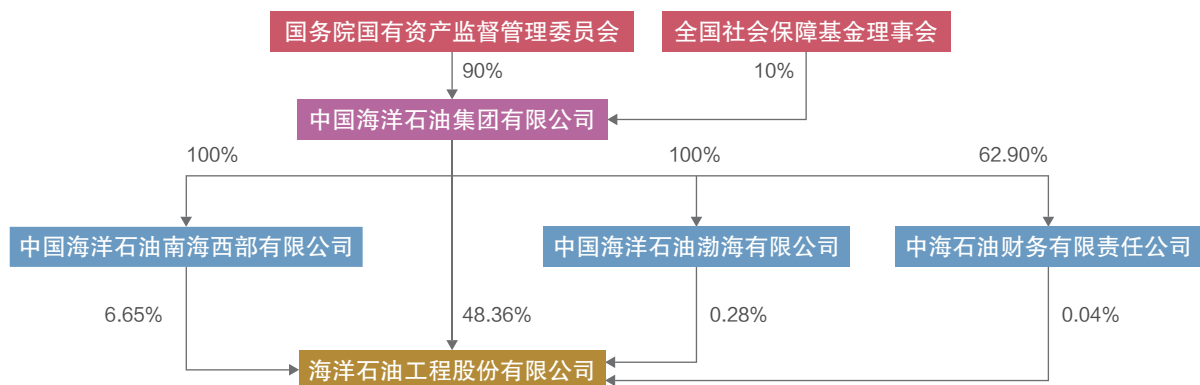 国务院国有资产监督管理委员会
全国社会保障基金理事会
90%
10%
中国海洋石油集团有限公司
100%
100%
62.90%
中国海洋石油南海西部有限公司
中国海洋石油渤海有限公司
中海石油财务有限责任公司
6.65%
48.36%
0.28%
0.04%
海洋石油工程股份有限公司